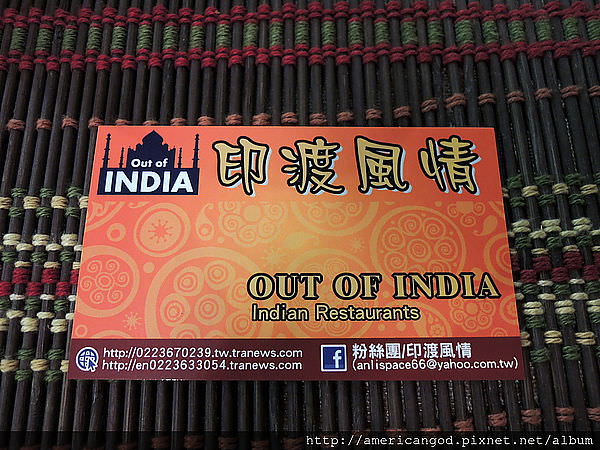 Out of
INDIA
印渡風情
OUT OF INDIA
Indian Restaurants
http://0223670239.tw.tranews.com
http://en0223633054.tranews.com
f 粉絲團/印渡風情
(anlispace66@yahoo.com.tw)
http://americangod.pixnet.net/album